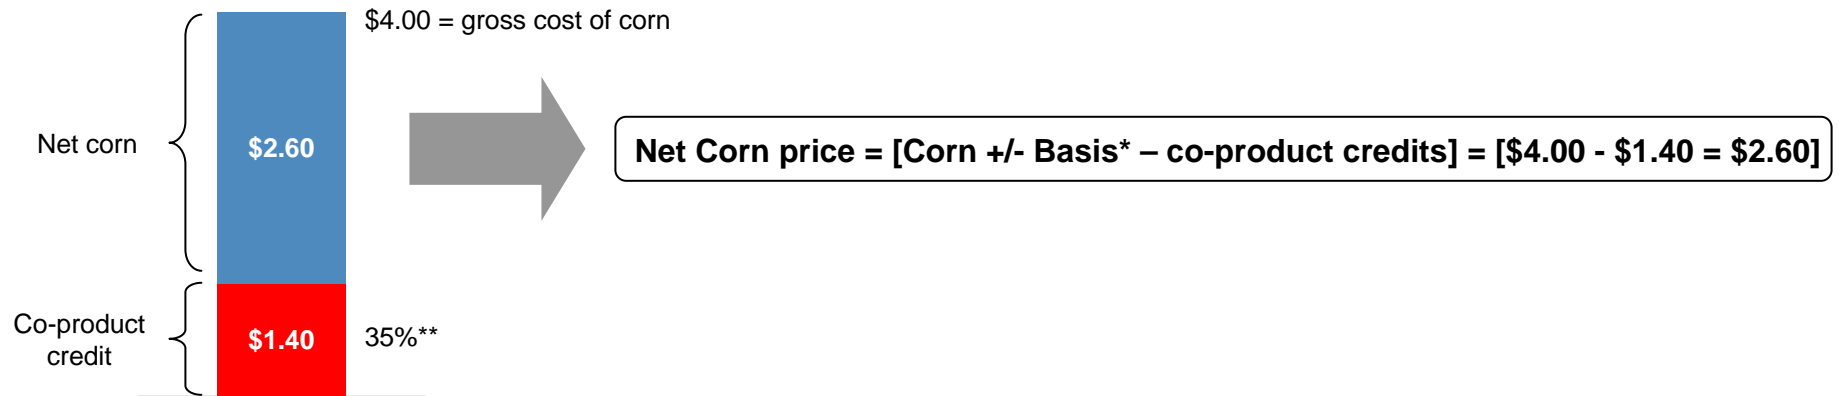 $4.00 = gross cost of corn
Net corn
$2.60
Net Corn price = [Corn +/- Basis* – co-product credits] = [$4.00 - $1.40 = $2.60]
Co-product
credit
$1.40
35%**